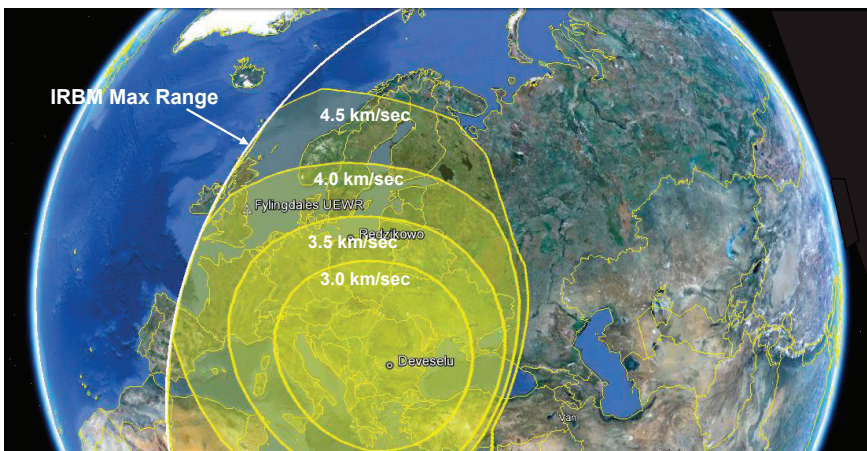 IRBM Max Range
4.5 km/sec
4.0 km/sec
Fylingdales UEWR
Redzikowo
3.5 km/sec
3.0 km/sec
Deveselu
Van